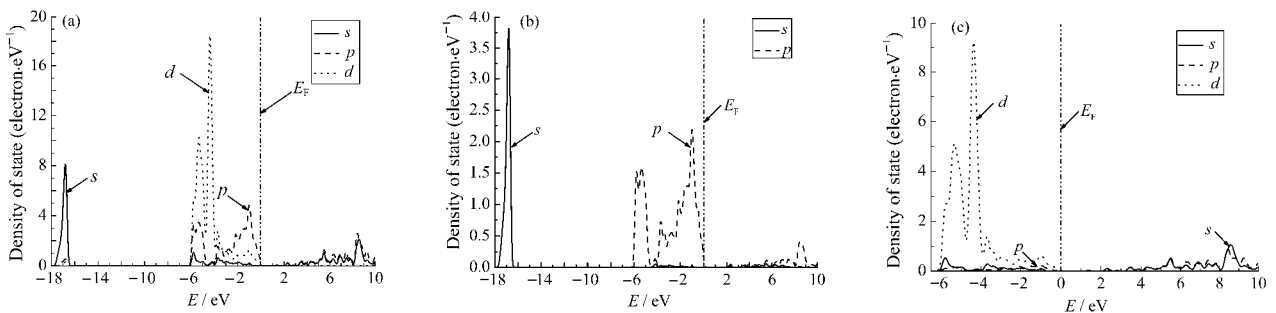 (a)
s
p
d
20
16
12
8
4
0
d
p
s
E_F
−18
−14
−10
−6
−2
0
2
6
10
Density of state (electron·eV⁻¹)
E / eV
(b)
s
p
4.0
3.5
3.0
2.5
2.0
1.5
1.0
0.5
0
s
p
E_F
−18
−14
−10
−6
−2
0
2
6
10
Density of state (electron·eV⁻¹)
E / eV
(c)
s
p
d
10
8
6
4
2
0
d
p
s
E_F
−6
−4
−2
0
2
4
6
8
10
Density of state (electron·eV⁻¹)
E / eV